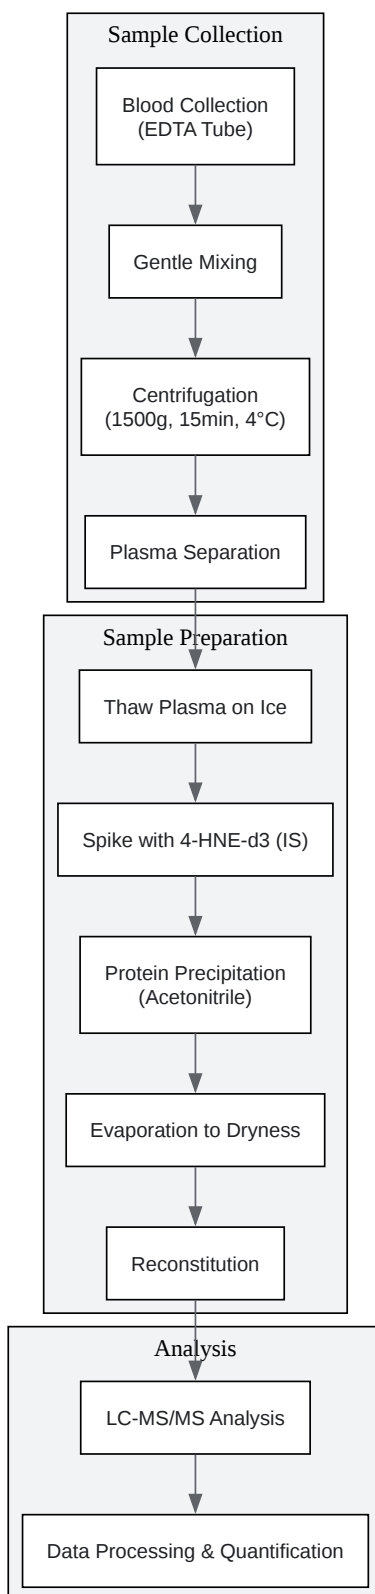 Sample Collection
Blood Collection
(EDTA Tube)
Gentle Mixing
Centrifugation
(1500g, 15min, 4°C)
Plasma Separation
Sample Preparation
Thaw Plasma on Ice
Spike with 4-HNE-d3 (IS)
Protein Precipitation
(Acetonitrile)
Evaporation to Dryness
Reconstitution
Analysis
LC-MS/MS Analysis
Data Processing & Quantification